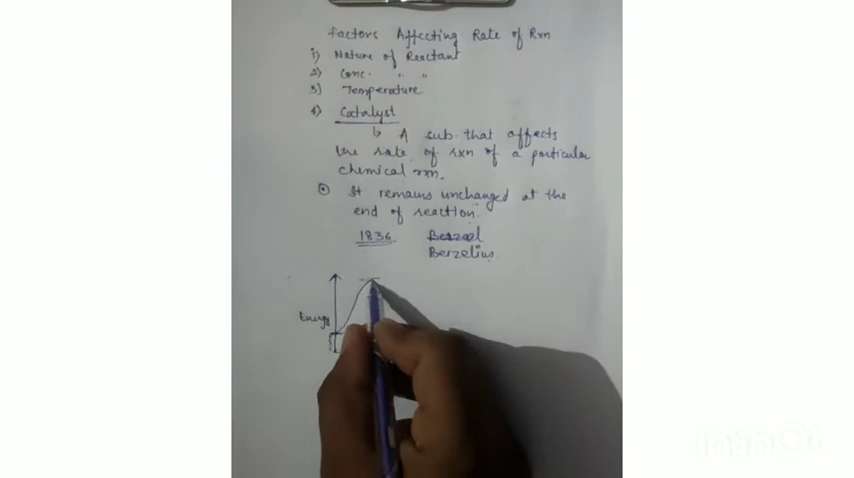 Factors Affecting Rate of Rxn
1) Nature of Reactant
2) Conc. " "
3) Temperature
4) Catalyst
↳ A sub. that affects
the rate of rxn of a particular
chemical rxn.
⊙ It remains unchanged at the
end of reaction.
1836
Berzelius
Energy